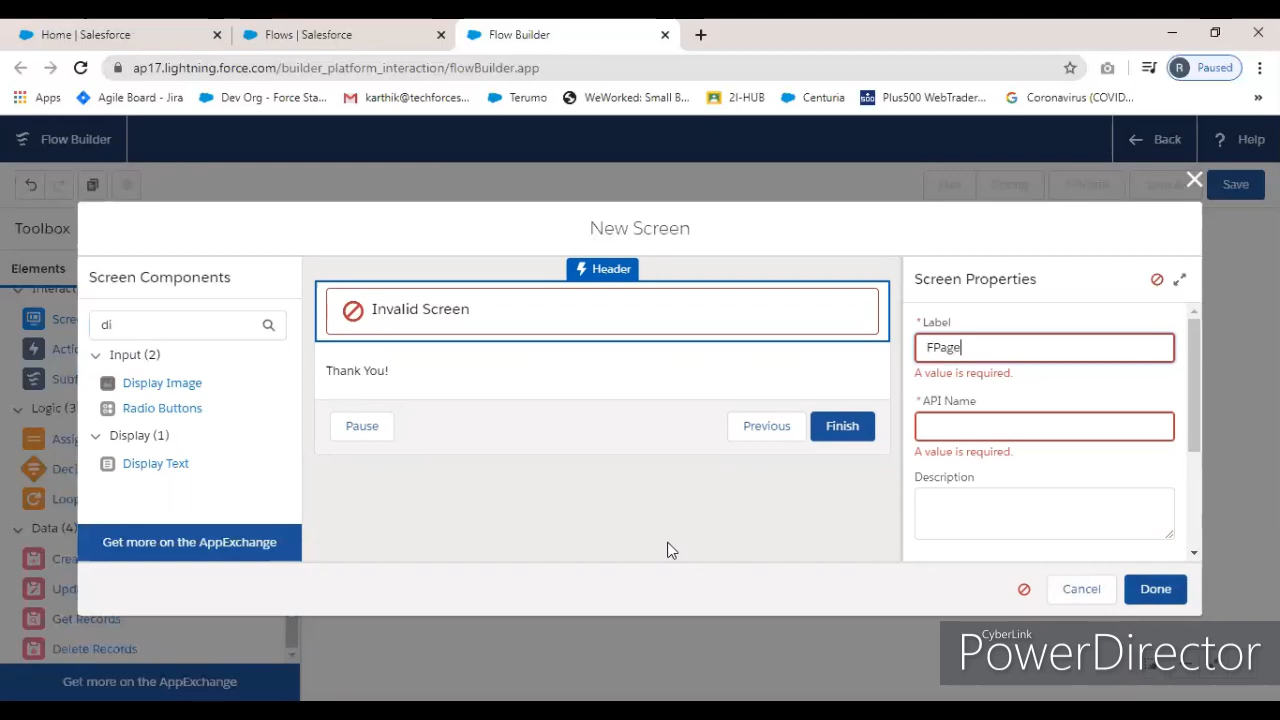 Home | Salesforce
Flows | Salesforce
Flow Builder
ap17.lightning.force.com/builder_platform_interaction/flowBuilder.app
R Paused
Apps
Agile Board - Jira
Dev Org - Force Sta...
karthik@techforces...
Terumo
WeWorked: Small B...
2I-HUB
Centuria
Plus500 WebTrader...
Coronavirus (COVID...
»
Flow Builder
Back
? Help
Save
Toolbox
New Screen
Elements
Screen Components
Header
Screen Properties
di
Invalid Screen
*Label
FPage
A value is required.
Input (2)
Display Image
Radio Buttons
Display (1)
Display Text
Thank You!
*API Name
A value is required.
Pause
Previous
Finish
Description
Logic (3
Data (4)
Get more on the AppExchange
Cancel
Done
Get Records
Delete Records
Get more on the AppExchange
CyberLink
PowerDirector